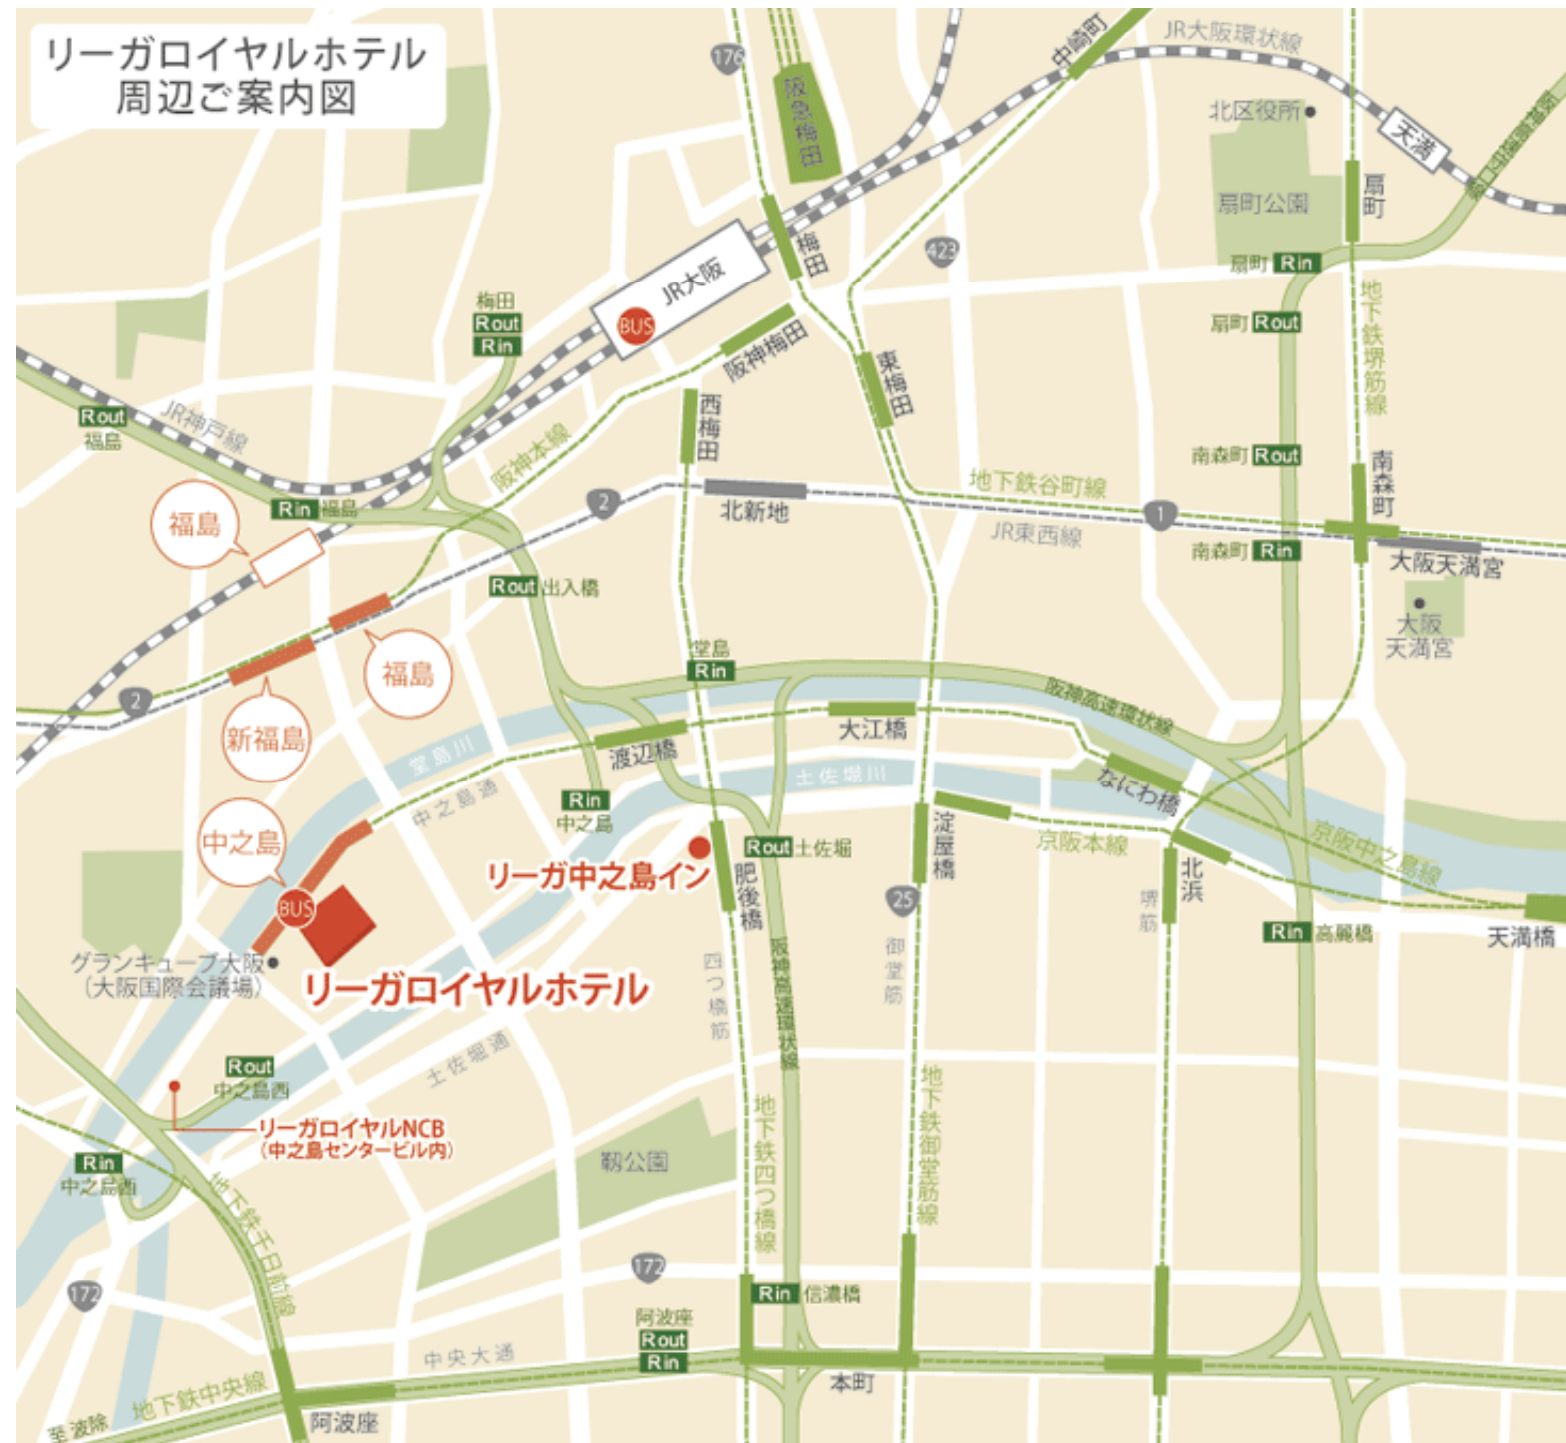 リーガロイヤルホテル
周辺ご案内図
176
阪急梅田
中崎町
JR大阪環状線
北区役所
天満
阪神高速守口線
扇町
扇町公園
梅田
423
JR大阪
BUS
扇町 Rin
梅田
Rout
Rin
扇町 Rout
地下鉄堺筋線
阪神梅田
東梅田
西梅田
Rout
福島
JR神戸線
阪神本線
南森町 Rout
南森町
地下鉄谷町線
2
北新地
1
JR東西線
Rin 福島
福島
南森町 Rin
大阪天満宮
Rout 出入橋
大阪
天満宮
福島
堂島
Rin
2
新福島
阪神高速環状線
大江橋
渡辺橋
堂島川
土佐堀川
なにわ橋
中之島通
Rin
中之島
中之島
淀屋橋
京阪本線
京阪中之島線
Rout 土佐堀
リーガ中之島イン
肥後橋
北浜
BUS
25
堺筋
Rin 高麗橋
天満橋
グランキューブ大阪
（大阪国際会議場）
リーガロイヤルホテル
四つ橋筋
阪神高速環状線
御堂筋
土佐堀通
Rout
中之島西
リーガロイヤルNCB
（中之島センタービル内）
地下鉄四つ橋線
地下鉄御堂筋線
靱公園
Rin
中之島西
地下鉄千日前線
172
172
Rin 信濃橋
阿波座
Rout
Rin
中央大通
本町
地下鉄中央線
阿波座
至波除